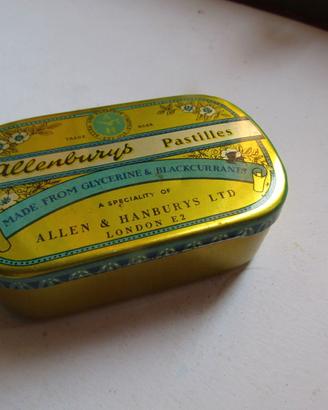 TRADE MARK
Allenburys Pastilles
MADE FROM GLYCERINE & BLACKCURRANTS
A SPECIALITY OF
ALLEN & HANBURYS LTD
LONDON E2